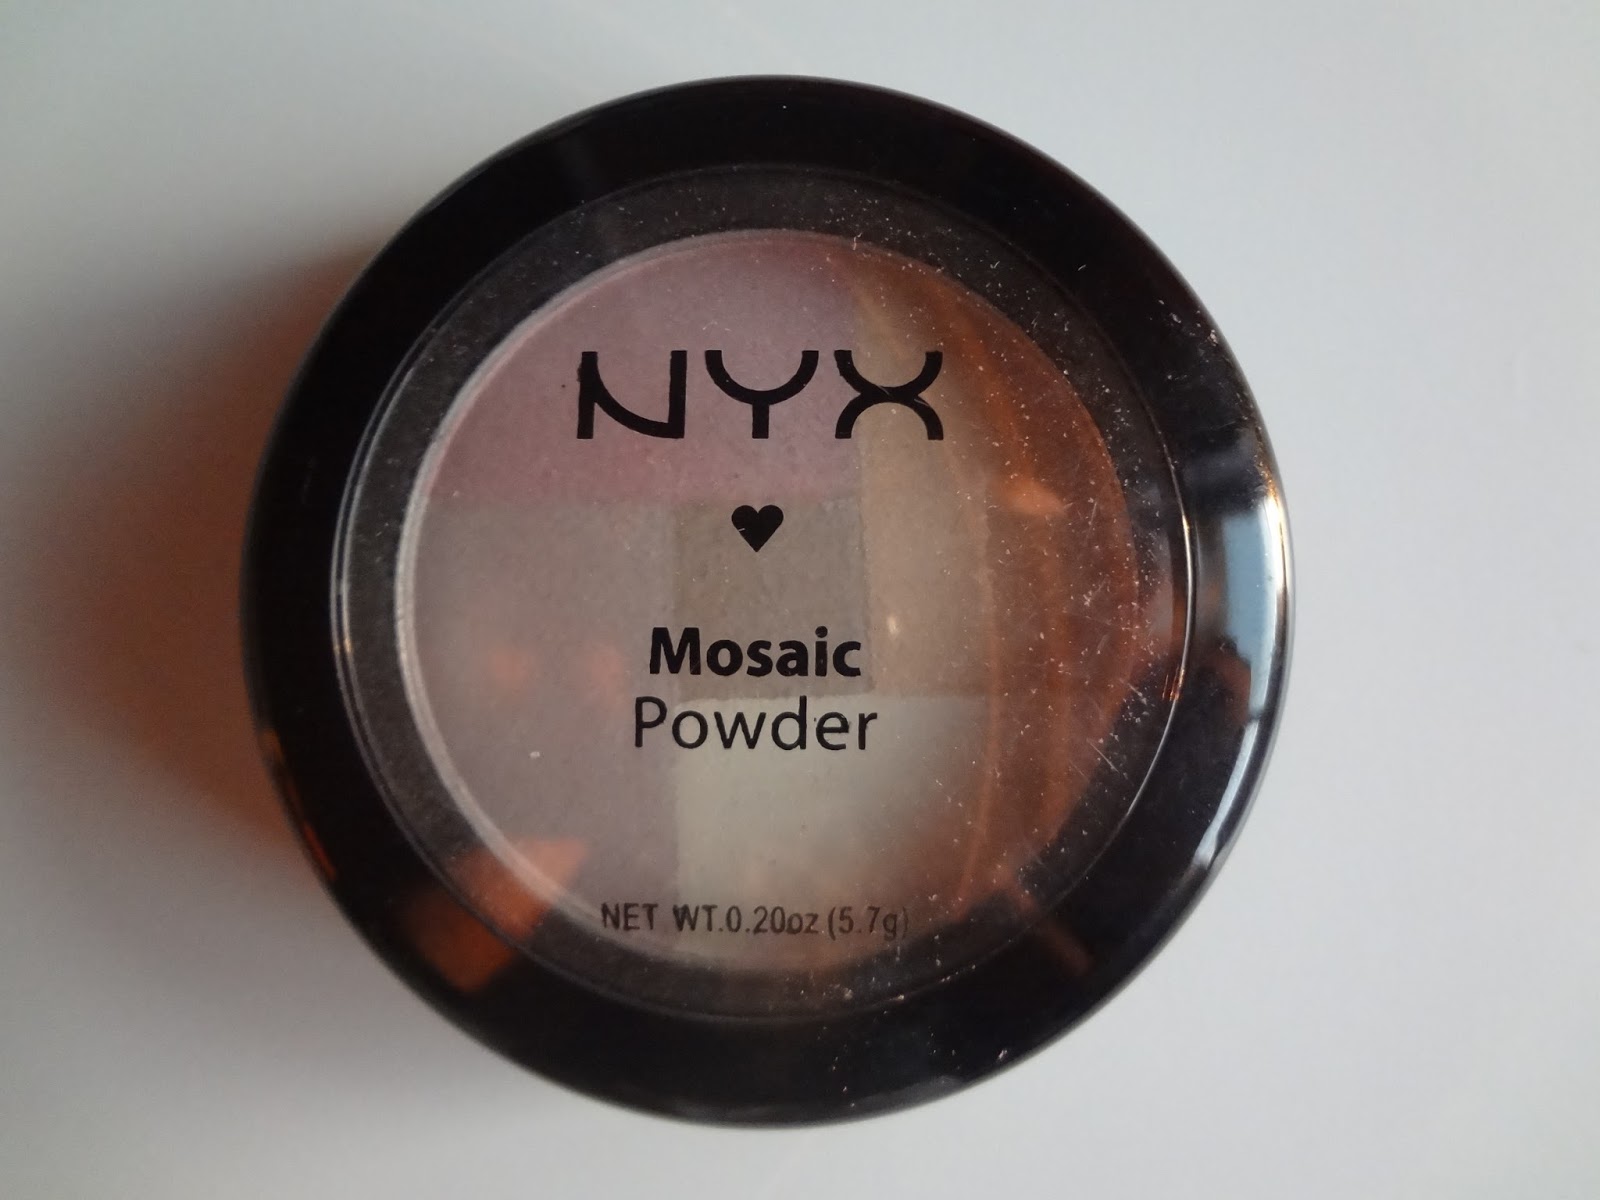 NYX
Mosaic
Powder
NET WT.0.20oz.(5.7g)